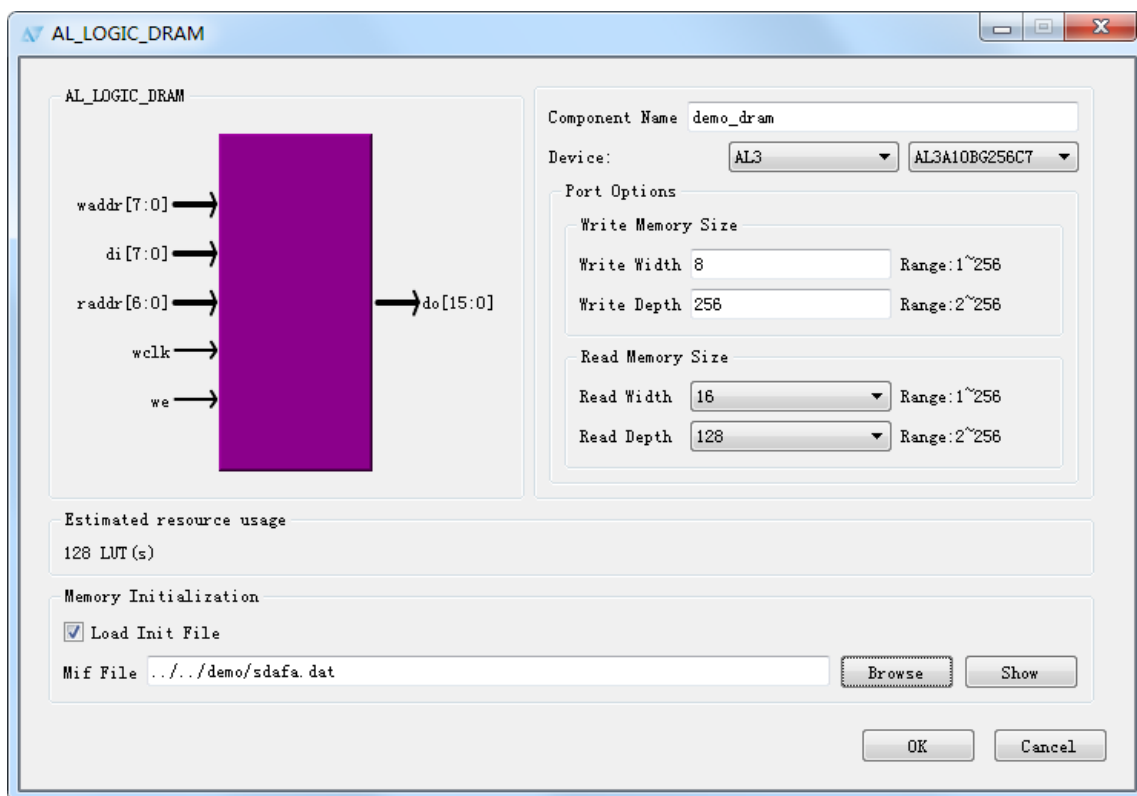 AL_LOGIC_DRAM
AL_LOGIC_DRAM
waddr[7:0]
di[7:0]
raddr[6:0]
do[15:0]
wclk
we
Component Name demo_dram
Device: AL3 AL3A10BG256C7
Port Options
Write Memory Size
Write Width 8 Range:1~256
Write Depth 256 Range:2~256
Read Memory Size
Read Width 16 Range:1~256
Read Depth 128 Range:2~256
Estimated resource usage
128 LUT(s)
Memory Initialization
Load Init File
Mif File ../../demo/sdafa.dat Browse Show
OK Cancel